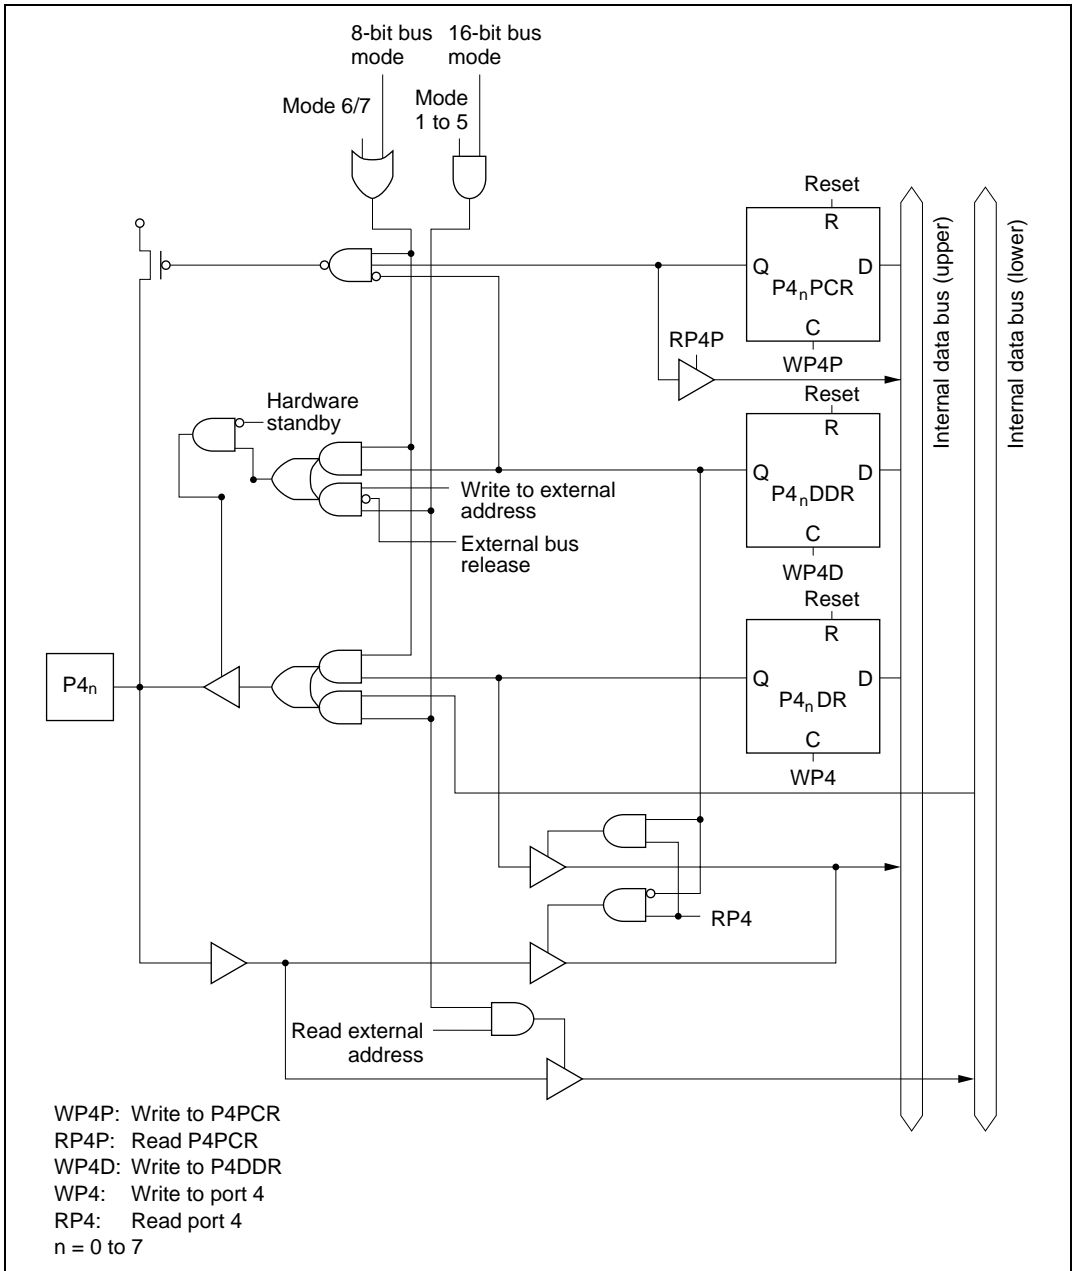 8-bit bus
mode
16-bit bus
mode
Mode 6/7
Mode
1 to 5
Reset
R
Q
D
P4nPCR
C
WP4P
RP4P
Internal data bus (upper)
Internal data bus (lower)
Hardware
standby
Reset
R
Q
D
P4nDDR
C
WP4D
Write to external
address
External bus
release
Reset
R
Q
D
P4nDR
C
WP4
P4n
RP4
Read external
address
WP4P: Write to P4PCR
RP4P: Read P4PCR
WP4D: Write to P4DDR
WP4: Write to port 4
RP4: Read port 4
n = 0 to 7